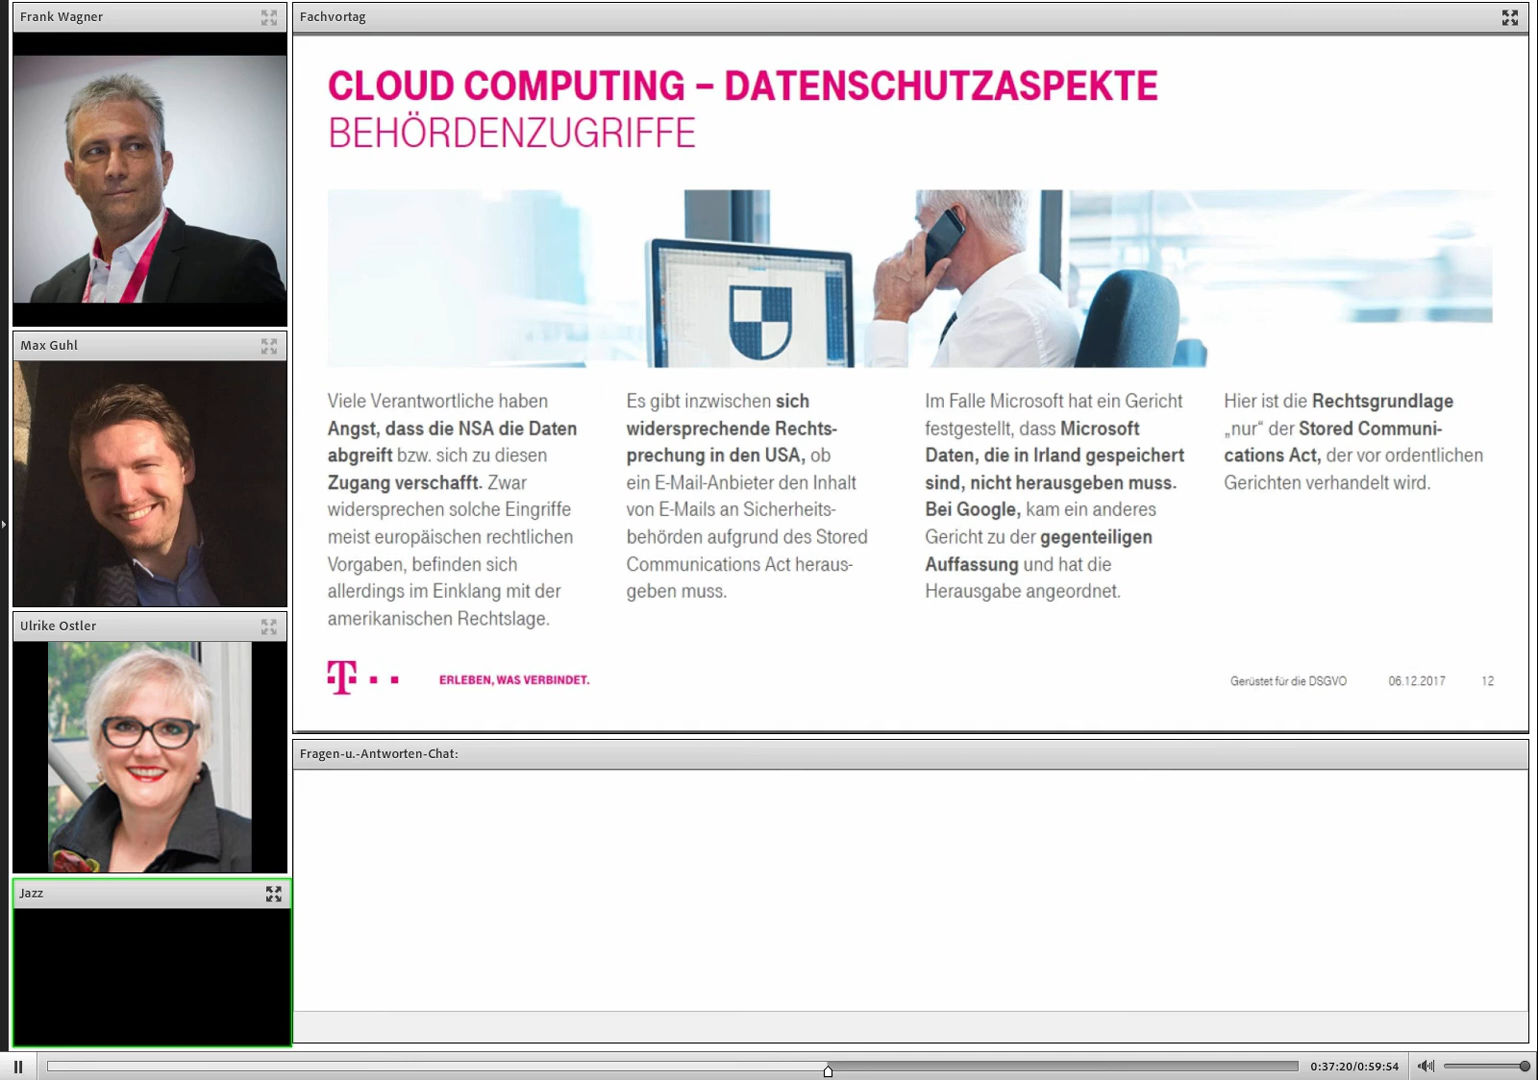 Frank Wagner
Fachvortag
CLOUD COMPUTING – DATENSCHUTZASPEKTE
BEHÖRDENZUGRIFFE
Viele Verantwortliche haben
Angst, dass die NSA die Daten
abgreift bzw. sich zu diesen
Zugang verschafft. Zwar
widersprechen solche Eingriffe
meist europäischen rechtlichen
Vorgaben, befinden sich
allerdings im Einklang mit der
amerikanischen Rechtslage.
Es gibt inzwischen sich
widersprechende Rechts-
prechung in den USA, ob
ein E-Mail-Anbieter den Inhalt
von E-Mails an Sicherheits-
behörden aufgrund des Stored
Communications Act heraus-
geben muss.
Im Falle Microsoft hat ein Gericht
festgestellt, dass Microsoft
Daten, die in Irland gespeichert
sind, nicht herausgeben muss.
Bei Google, kam ein anderes
Gericht zu der gegenteiligen
Auffassung und hat die
Herausgabe angeordnet.
Hier ist die Rechtsgrundlage
„nur“ der Stored Communi-
cations Act, der vor ordentlichen
Gerichten verhandelt wird.
T
ERLEBEN, WAS VERBINDET.
Gerüstet für die DSGVO 06.12.2017 12
Max Guhl
Ulrike Ostler
Jazz
Fragen-u.-Antworten-Chat:
0:37:20/0:59:54